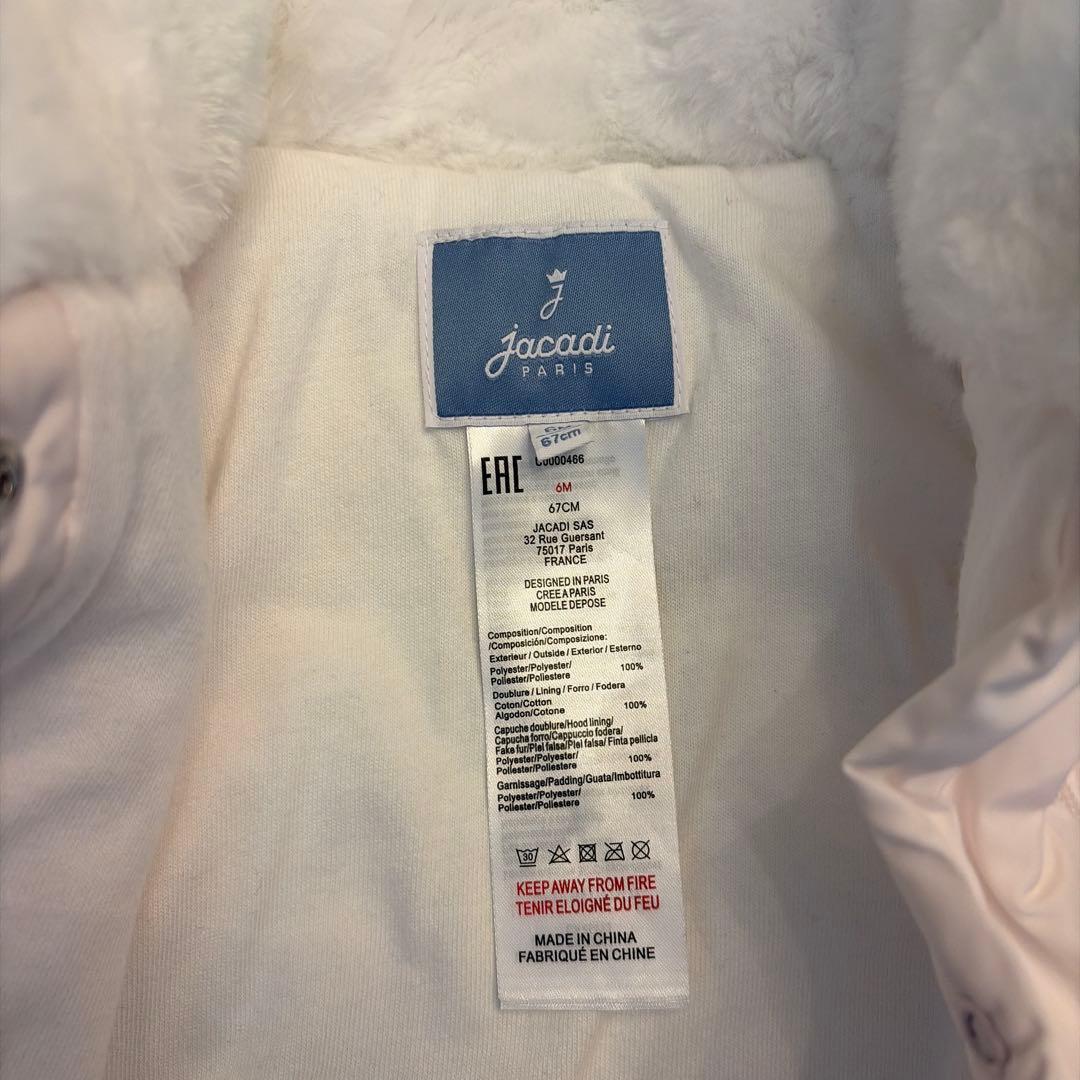 J
jacadi
PARIS
6M
67cm
EAC
C0000466
6M
67CM
JACADI SAS
32 Rue Guersant
75017 Paris
FRANCE
DESIGNED IN PARIS
CREE A PARIS
MODELE DEPOSE
Composition/Composition
/Composición/Composizione:
Exterieur / Outside / Exterior / Esterno
Polyester/Polyester/
Poliester/Poliestere 100%
Doublure / Lining / Forro / Fodera
Coton/Cotton
Algodon/Cotone 100%
Capuche doublure/Hood lining/
Capucha forro/Cappuccio fodera/
Fake fur/Piel falsa/Piel falsa/ Finta pellicia
Polyester/Polyester/
Poliester/Poliestere 100%
Garnissage/Padding/Guata/Imbottitura
Polyester/Polyester/
Poliester/Poliestere 100%
30
KEEP AWAY FROM FIRE
TENIR ELOIGNÉ DU FEU
MADE IN CHINA
FABRIQUÉ EN CHINE